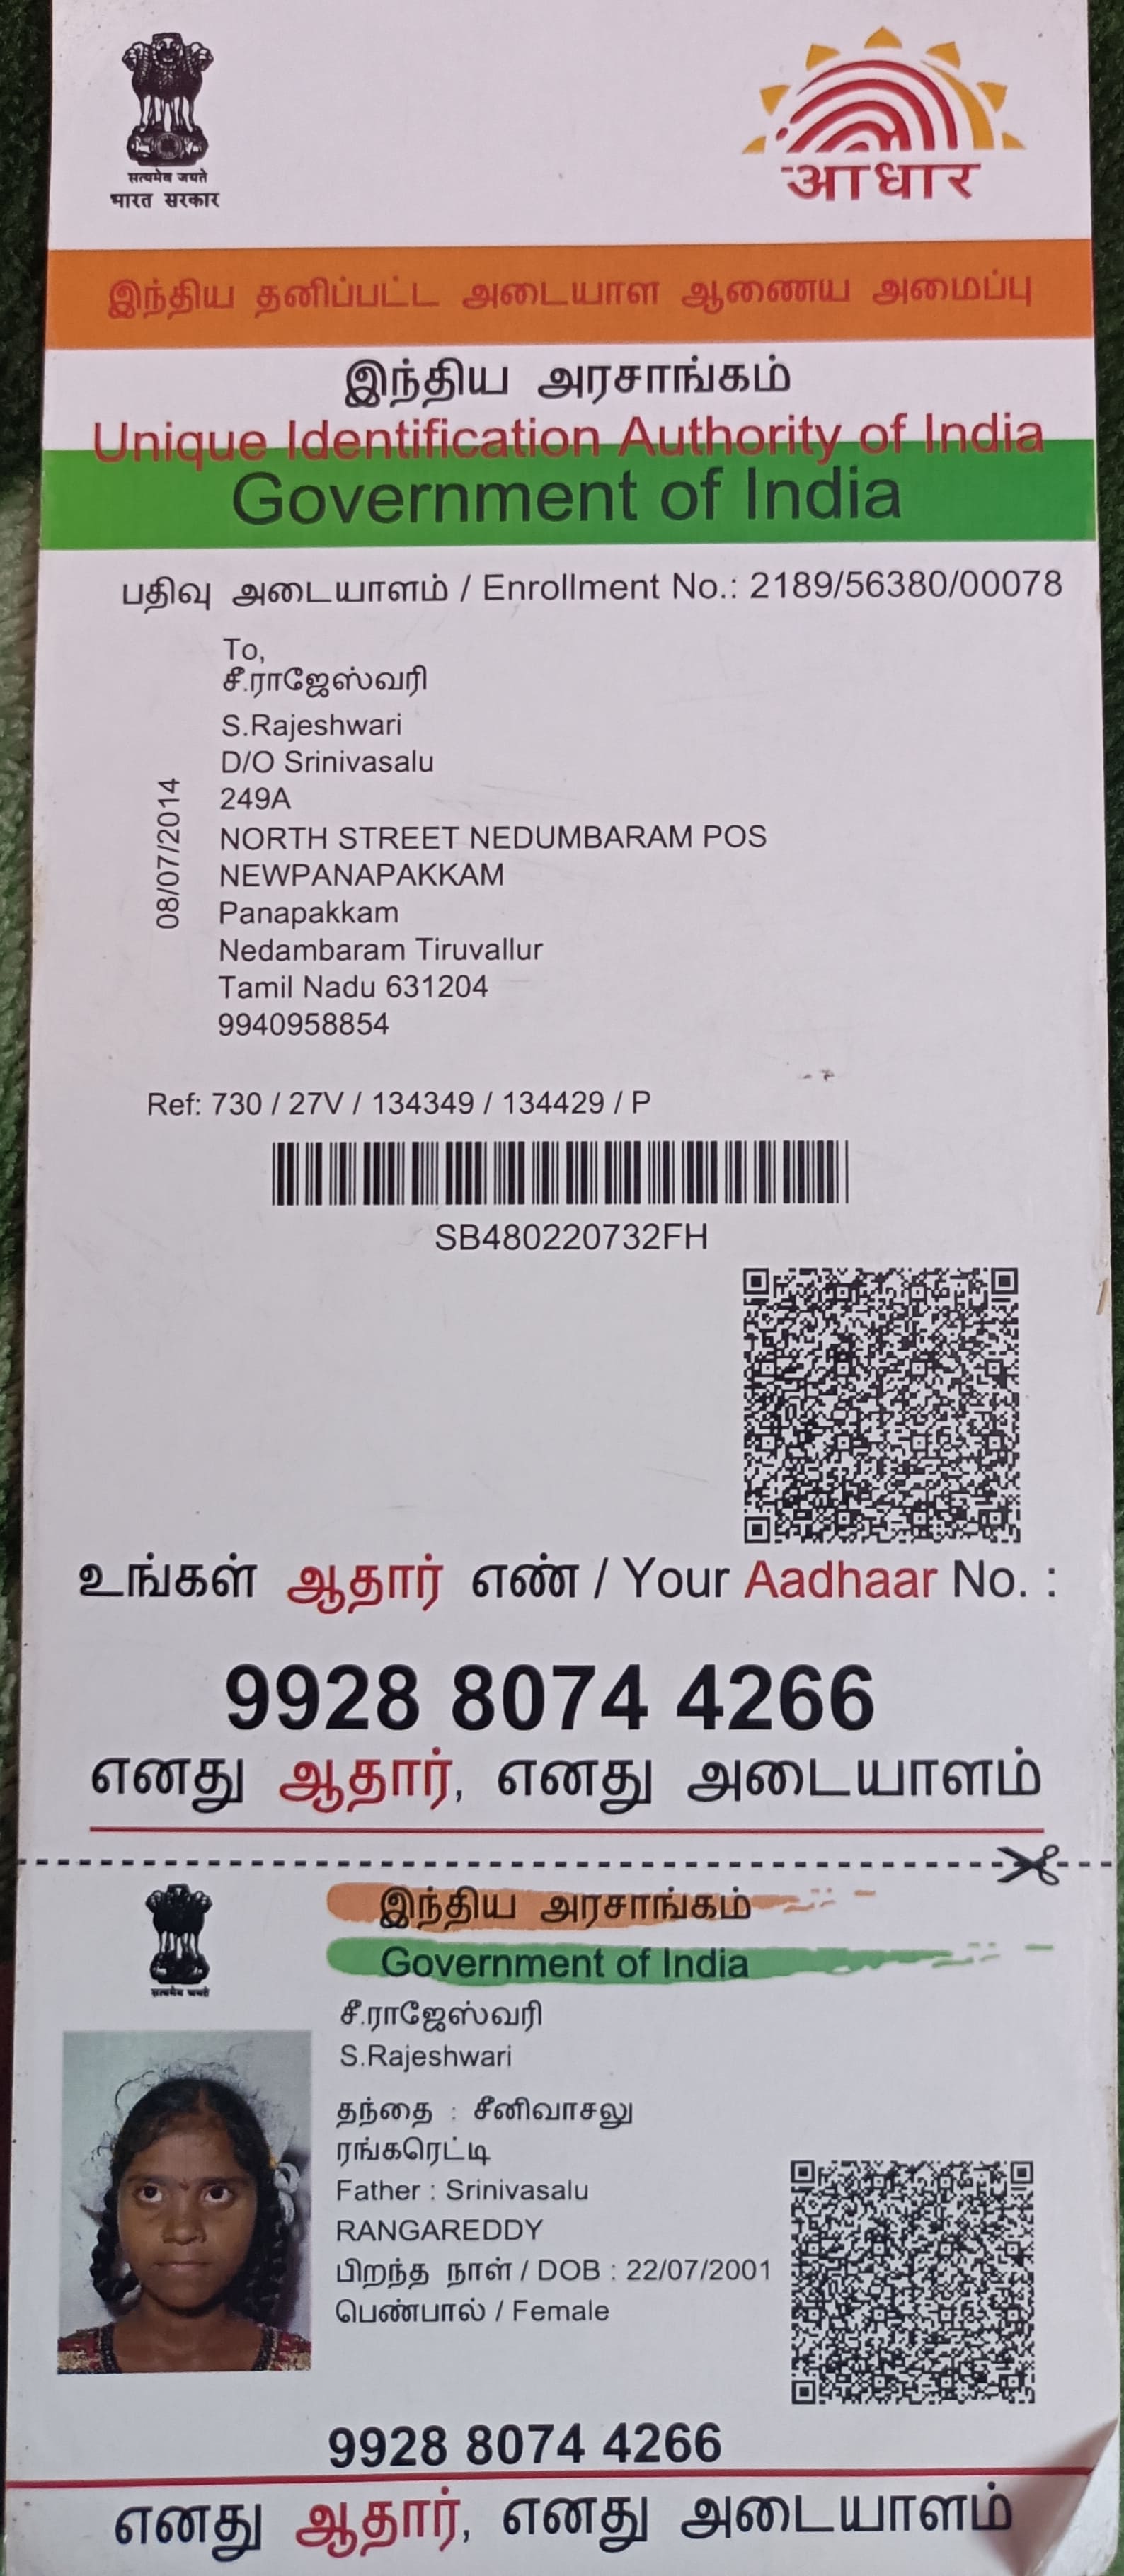 सत्यमेव जयते
भारत सरकार
आधार
இந்திய தனிப்பட்ட அடையாள ஆணைய அமைப்பு
இந்திய அரசாங்கம்
Unique Identification Authority of India
Government of India
பதிவு அடையாளம் / Enrollment No.: 2189/56380/00078
To,
சீ.ராஜேஸ்வரி
S.Rajeshwari
D/O Srinivasalu
249A
NORTH STREET NEDUMBARAM POS
NEWPANAPAKKAM
Panapakkam
Nedambaram Tiruvallur
Tamil Nadu 631204
9940958854
08/07/2014
Ref: 730 / 27V / 134349 / 134429 / P
SB480220732FH
உங்கள் ஆதார் எண் / Your Aadhaar No. :
9928 8074 4266
எனது ஆதார், எனது அடையாளம்
सत्यमेव जयते
இந்திய அரசாங்கம்
Government of India
சீ.ராஜேஸ்வரி
S.Rajeshwari
தந்தை : சீனிவாசலு
ரங்கரெட்டி
Father : Srinivasalu
RANGAREDDY
பிறந்த நாள் / DOB : 22/07/2001
பெண்பால் / Female
9928 8074 4266
எனது ஆதார், எனது அடையாளம்